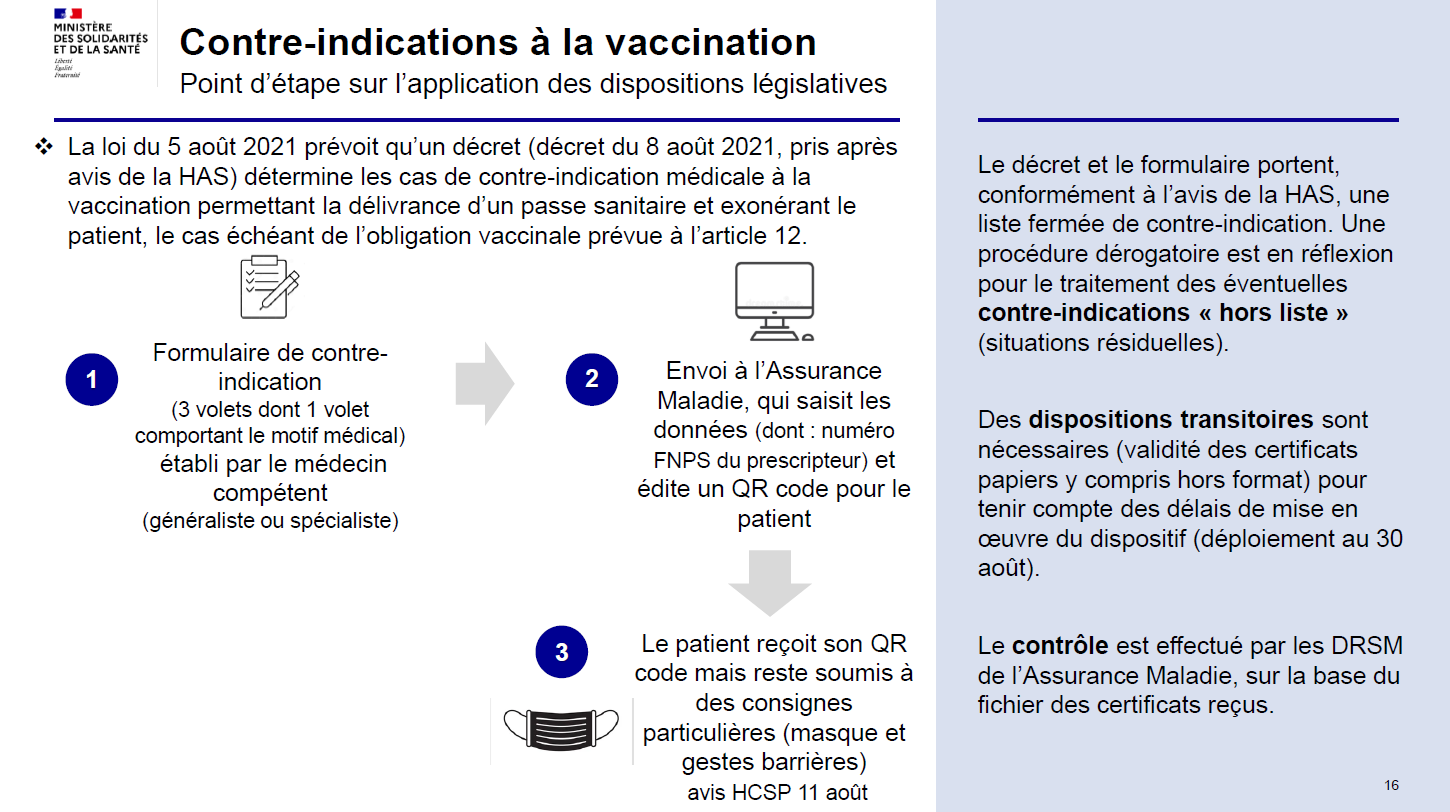 MINISTÈRE
DES SOLIDARITÉS
ET DE LA SANTÉ
Liberté
Égalité
Fraternité
Contre-indications à la vaccination
Point d’étape sur l’application des dispositions législatives
❖ La loi du 5 août 2021 prévoit qu’un décret (décret du 8 août 2021, pris après
avis de la HAS) détermine les cas de contre-indication médicale à la
vaccination permettant la délivrance d’un passe sanitaire et exonérant le
patient, le cas échéant de l’obligation vaccinale prévue à l’article 12.
1
Formulaire de contre-
indication
(3 volets dont 1 volet
comportant le motif médical)
établi par le médecin
compétent
(généraliste ou spécialiste)
2
Envoi à l’Assurance
Maladie, qui saisit les
données (dont : numéro
FNPS du prescripteur) et
édite un QR code pour le
patient
3
Le patient reçoit son QR
code mais reste soumis à
des consignes
particulières (masque et
gestes barrières)
avis HCSP 11 août
Le décret et le formulaire portent,
conformément à l’avis de la HAS, une
liste fermée de contre-indication. Une
procédure dérogatoire est en réflexion
pour le traitement des éventuelles
contre-indications « hors liste »
(situations résiduelles).
Des dispositions transitoires sont
nécessaires (validité des certificats
papiers y compris hors format) pour
tenir compte des délais de mise en
œuvre du dispositif (déploiement au 30
août).
Le contrôle est effectué par les DRSM
de l’Assurance Maladie, sur la base du
fichier des certificats reçus.
16